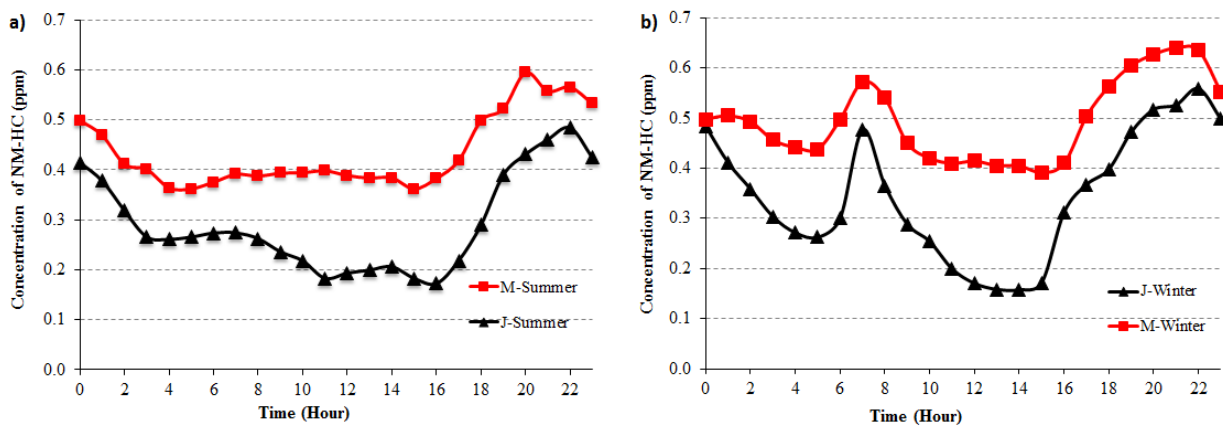 a)
Concentration of NM-HC (ppm)
0.7
0.6
0.5
0.4
0.3
0.2
0.1
0.0
M-Summer
J-Summer
0 2 4 6 8 10 12 14 16 18 20 22
Time (Hour)
b)
Concentration of NM-HC (ppm)
0.7
0.6
0.5
0.4
0.3
0.2
0.1
0.0
J-Winter
M-Winter
0 2 4 6 8 10 12 14 16 18 20 22
Time (Hour)